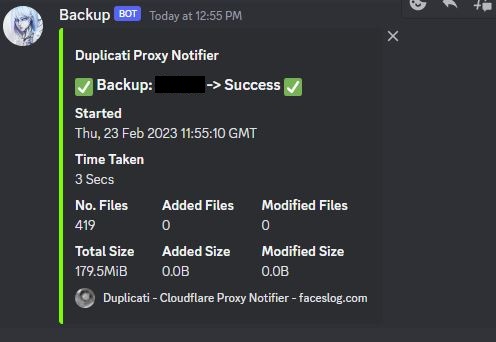 Backup BOT Today at 12:55 PM
Duplicati Proxy Notifier
✅ Backup: -> Success ✅
Started
Thu, 23 Feb 2023 11:55:10 GMT
Time Taken
3 Secs
No. Files Added Files Modified Files
419 0 0
Total Size Added Size Modified Size
179.5MiB 0.0B 0.0B
Duplicati - Cloudflare Proxy Notifier - faceslog.com